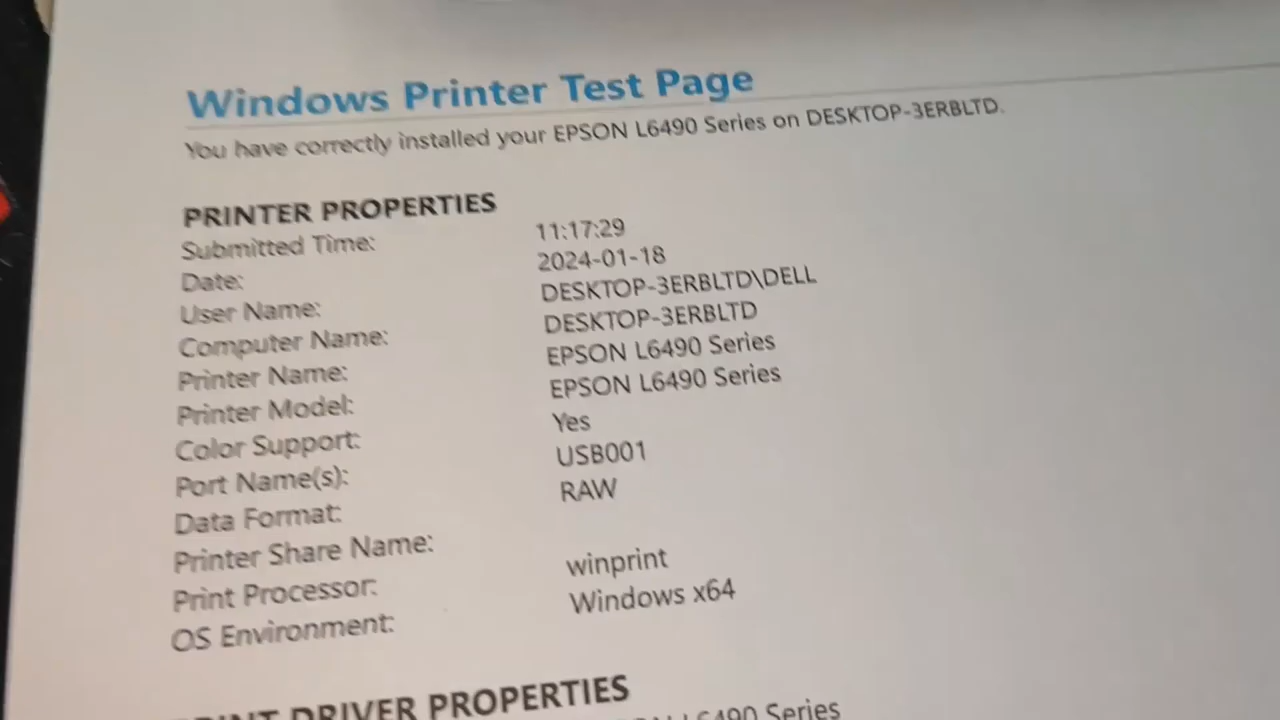 Windows Printer Test Page
You have correctly installed your EPSON L6490 Series on DESKTOP-3ERBLTD.
PRINTER PROPERTIES
Submitted Time: 11:17:29
Date: 2024-01-18
User Name: DESKTOP-3ERBLTD\DELL
Computer Name: DESKTOP-3ERBLTD
Printer Name: EPSON L6490 Series
Printer Model: EPSON L6490 Series
Color Support: Yes
Port Name(s): USB001
Data Format: RAW
Printer Share Name:
Print Processor: winprint
OS Environment: Windows x64
PRINT DRIVER PROPERTIES
L6490 Series